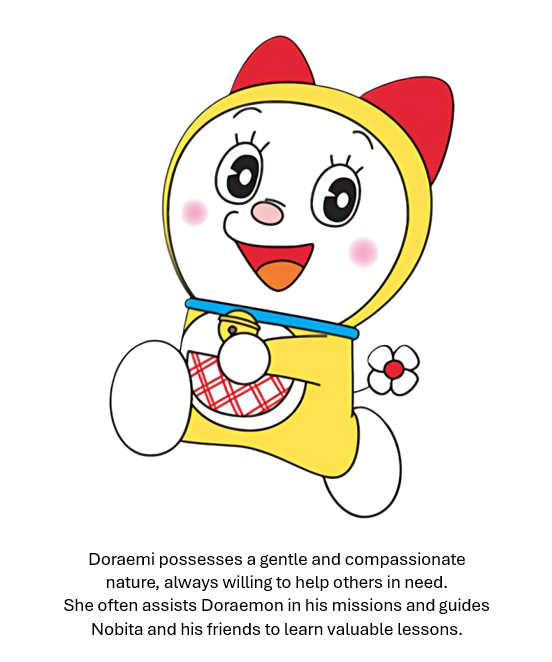 Doraemi possesses a gentle and compassionate
nature, always willing to help others in need.
She often assists Doraemon in his missions and guides
Nobita and his friends to learn valuable lessons.